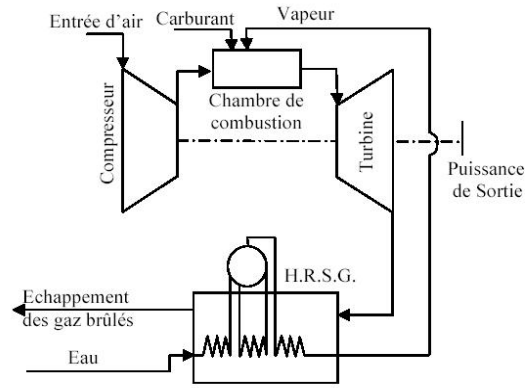 Entrée d'air
Carburant
Vapeur
Compresseur
Chambre de
combustion
Turbine
Puissance
de Sortie
H.R.S.G.
Echappement
des gaz brûlés
Eau